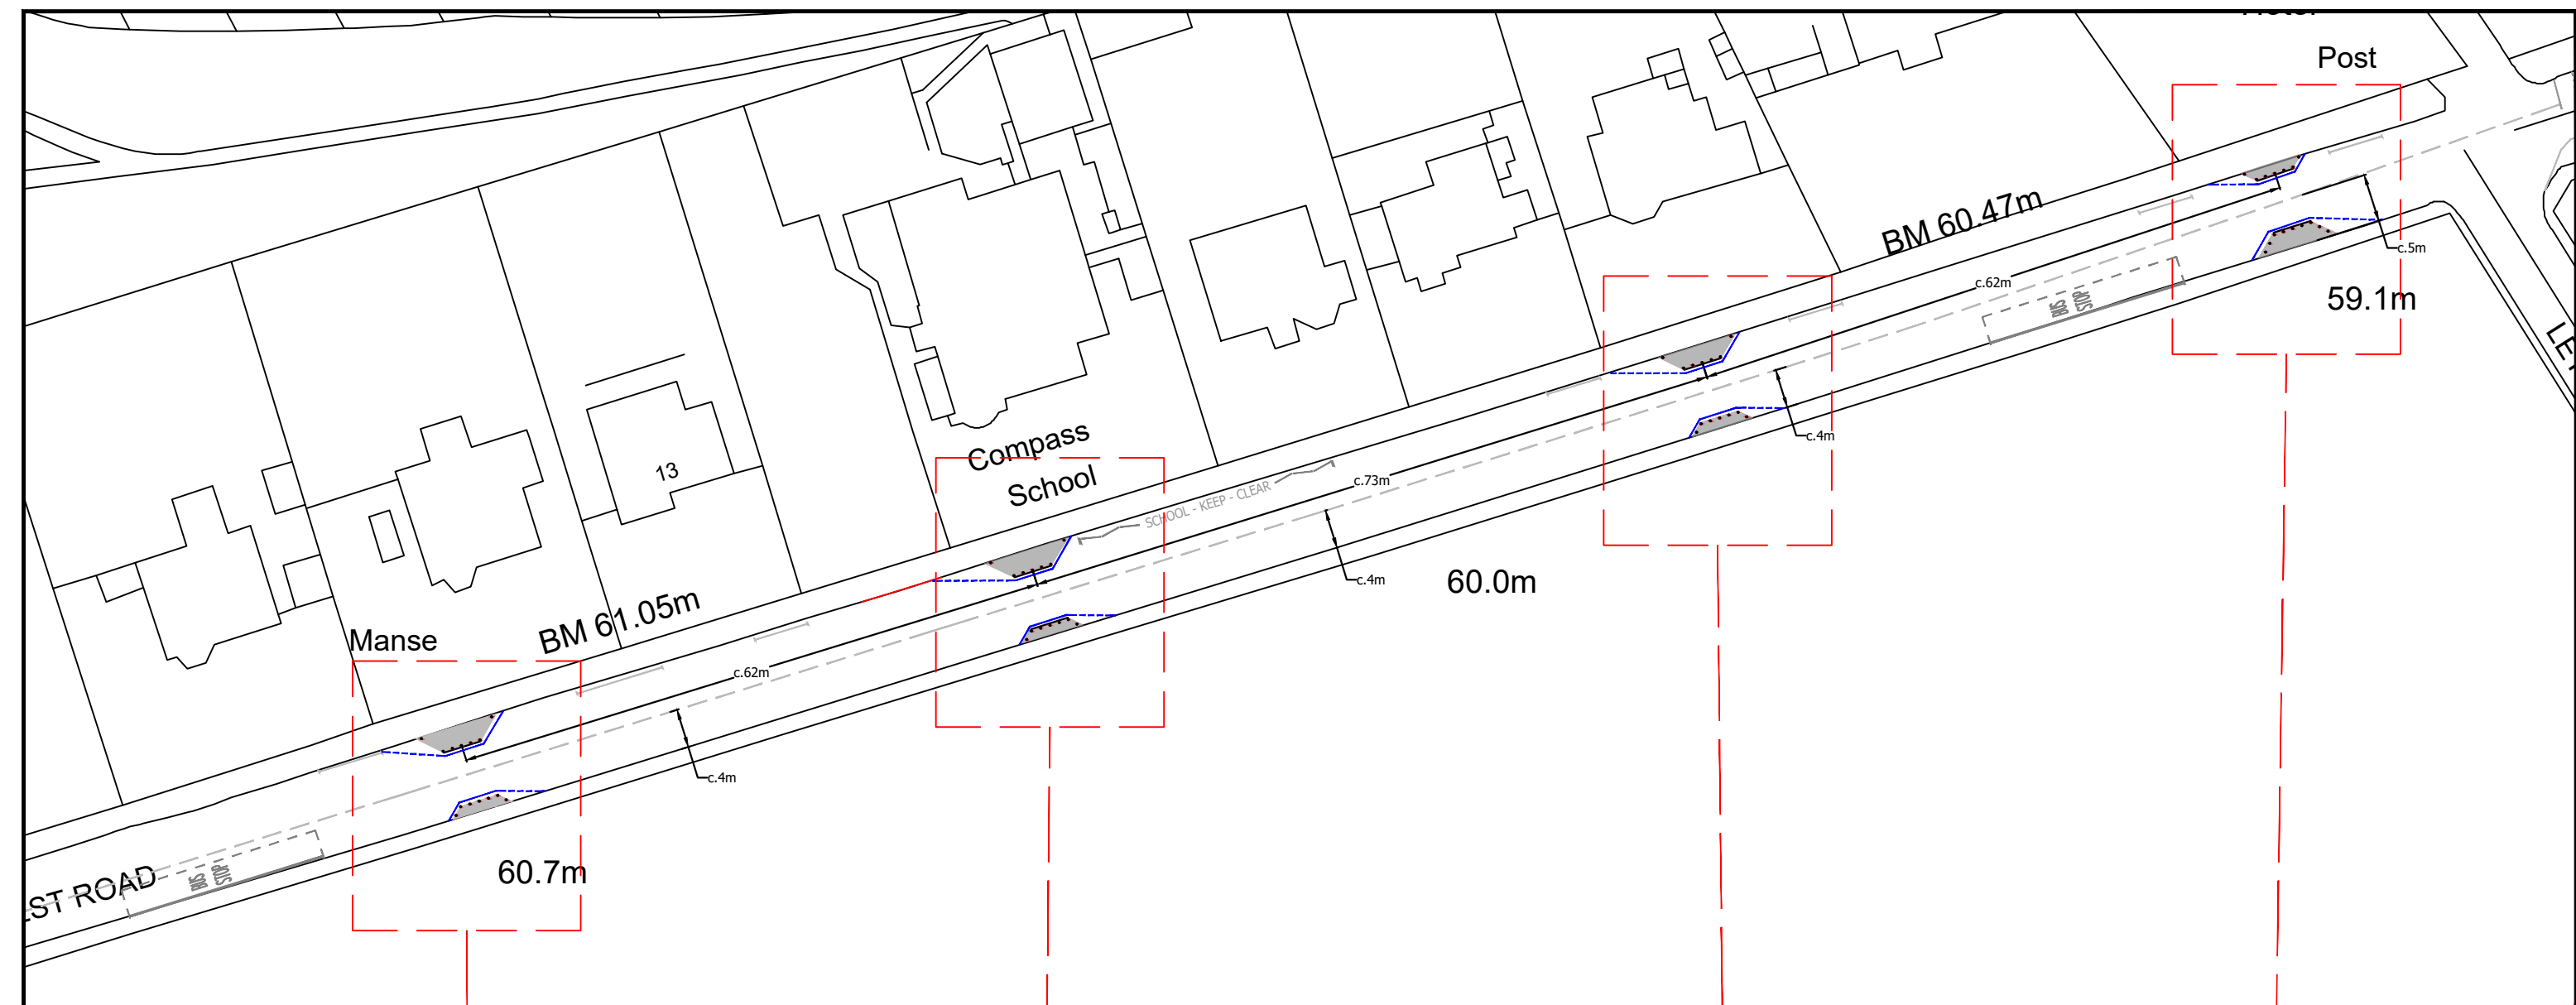 Post
BM 60.47m
c.5m
c.62m
BUS
STOP
59.1m
Compass
School
13
c.4m
c.73m
SCHOOL - KEEP - CLEAR
c.4m
60.0m
BM 61.05m
Manse
c.62m
c.4m
60.7m
BUS
STOP
ST ROAD